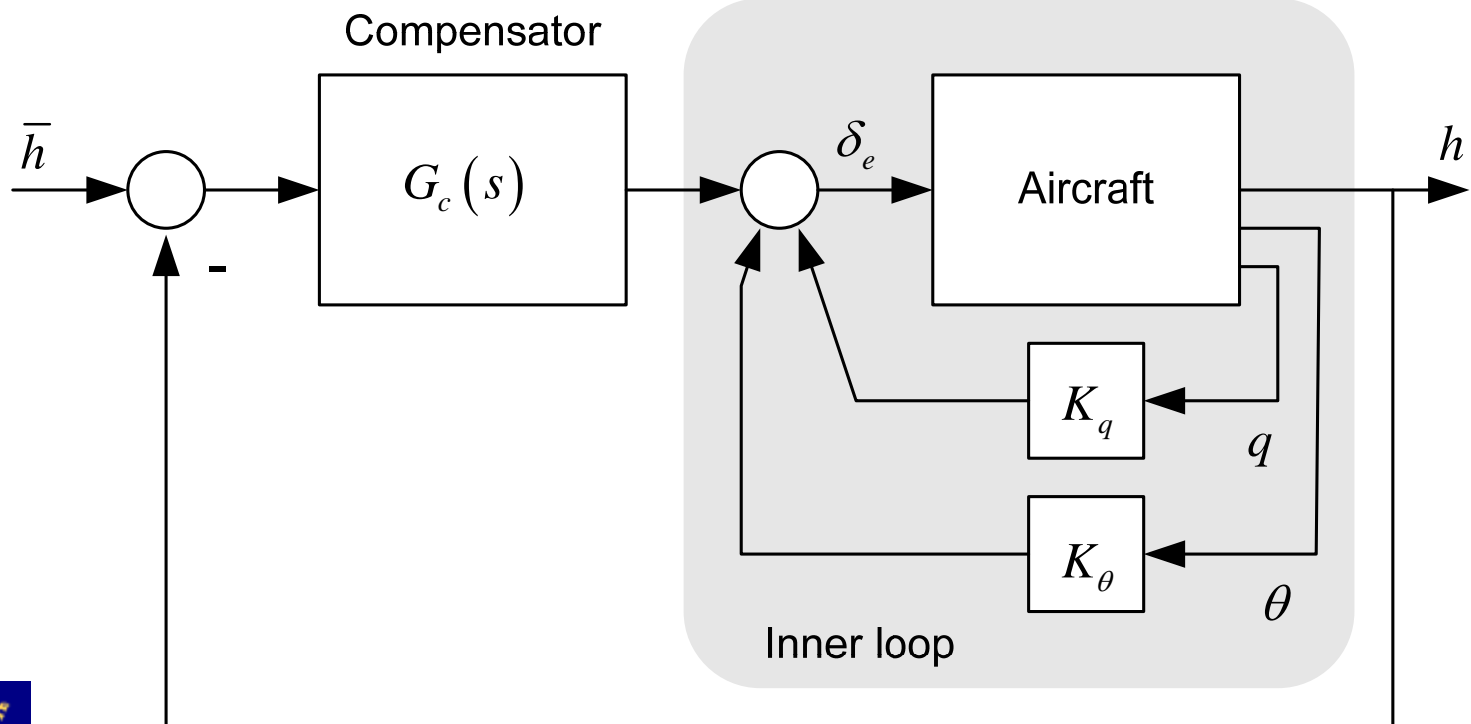 Compensator
h̄
G_c(s)
δ_e
Aircraft
h
-
K_q
q
K_θ
θ
Inner loop